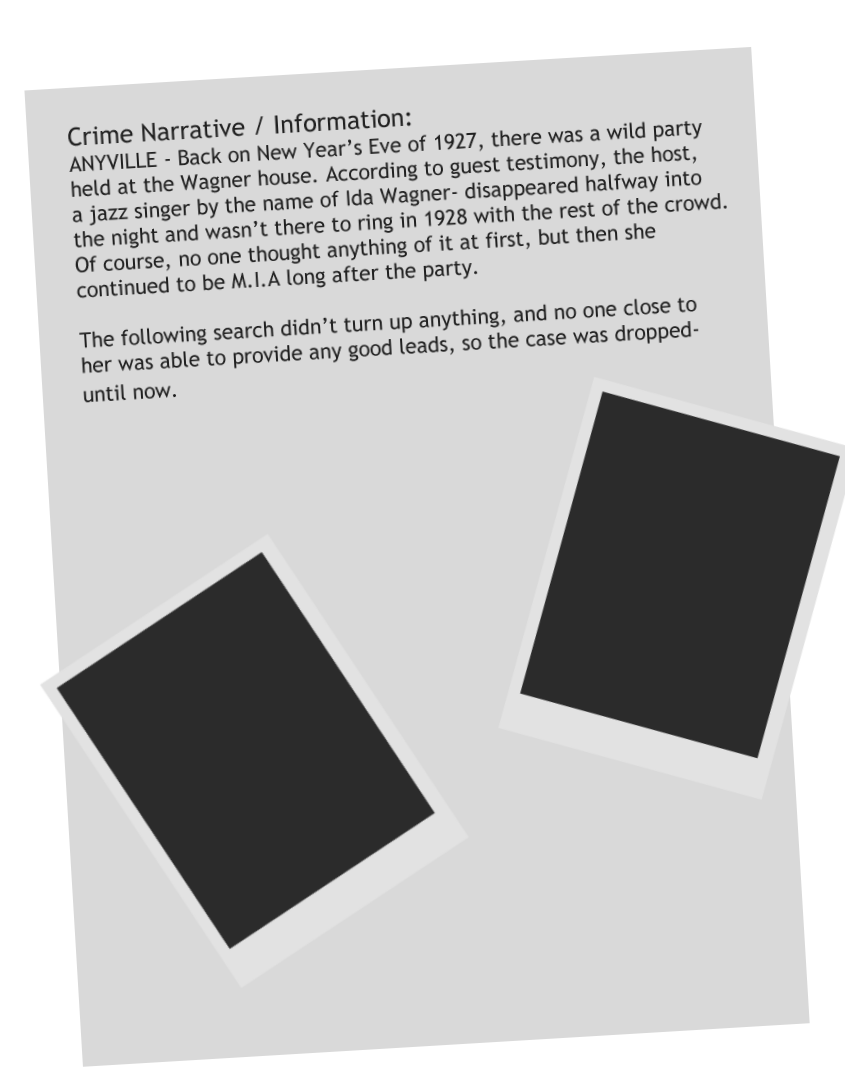 Crime Narrative / Information:
ANYVILLE - Back on New Year’s Eve of 1927, there was a wild party
held at the Wagner house. According to guest testimony, the host,
a jazz singer by the name of Ida Wagner- disappeared halfway into
the night and wasn’t there to ring in 1928 with the rest of the crowd.
Of course, no one thought anything of it at first, but then she
continued to be M.I.A long after the party.
The following search didn’t turn up anything, and no one close to
her was able to provide any good leads, so the case was dropped-
until now.